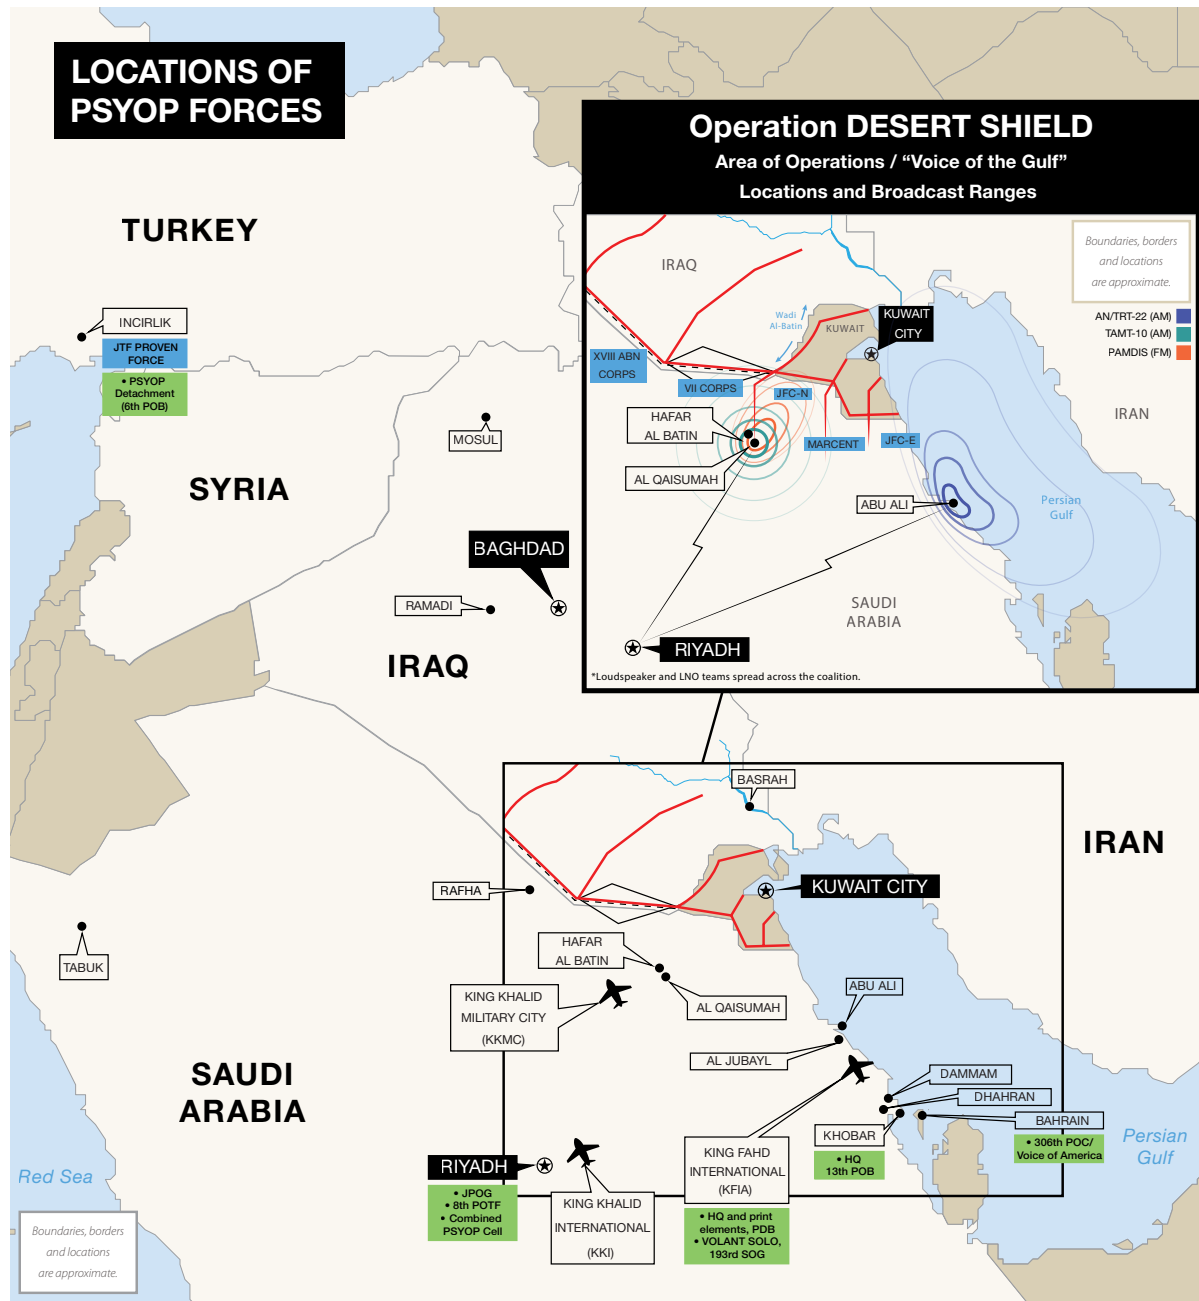 LOCATIONS OF
PSYOP FORCES
Operation DESERT SHIELD
Area of Operations / “Voice of the Gulf”
Locations and Broadcast Ranges
Boundaries, borders
and locations
are approximate.
AN/TRT-22 (AM)
TAMT-10 (AM)
PAMDIS (FM)
IRAQ
Wadi
Al-Batin
KUWAIT
KUWAIT
CITY
XVIII ABN
CORPS
VII CORPS
JFC-N
HAFAR
AL BATIN
MARCENT
JFC-E
IRAN
AL QAISUMAH
ABU ALI
Persian
Gulf
SAUDI
ARABIA
RIYADH
*Loudspeaker and LNO teams spread across the coalition.
TURKEY
INCIRLIK
JTF PROVEN
FORCE
• PSYOP
Detachment
(6th POB)
MOSUL
SYRIA
BAGHDAD
RAMADI
IRAQ
BASRAH
IRAN
RAFHA
KUWAIT CITY
TABUK
HAFAR
AL BATIN
KING KHALID
MILITARY CITY
(KKMC)
AL QAISUMAH
ABU ALI
AL JUBAYL
SAUDI
ARABIA
DAMMAM
DHAHRAN
BAHRAIN
• 306th POC/
Voice of America
KHOBAR
• HQ
13th POB
Persian
Gulf
KING FAHD
INTERNATIONAL
(KFIA)
• HQ and print
elements, PDB
• VOLANT SOLO,
193rd SOG
RIYADH
• JPOG
• 8th POTF
• Combined
PSYOP Cell
KING KHALID
INTERNATIONAL
(KKI)
Red Sea
Boundaries, borders
and locations
are approximate.